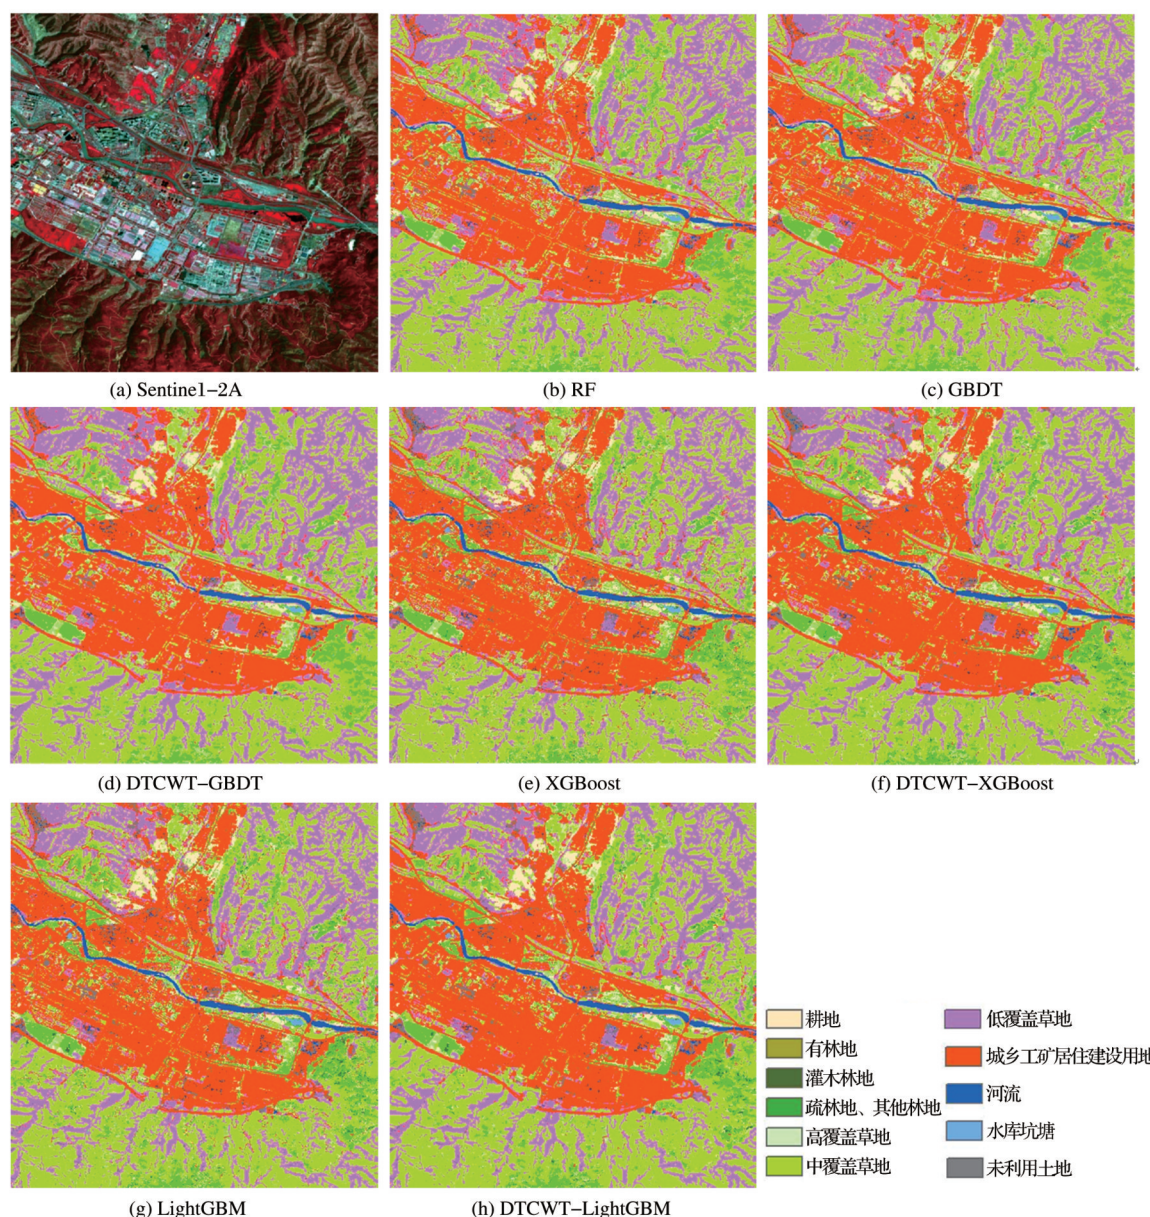 (a) Sentine1–2A
(b) RF
(c) GBDT
(d) DTCWT–GBDT
(e) XGBoost
(f) DTCWT–XGBoost
(g) LightGBM
(h) DTCWT–LightGBM
耕地
有林地
灌木林地
疏林地、其他林地
高覆盖草地
中覆盖草地
低覆盖草地
城乡工矿居住建设用地
河流
水库坑塘
未利用土地